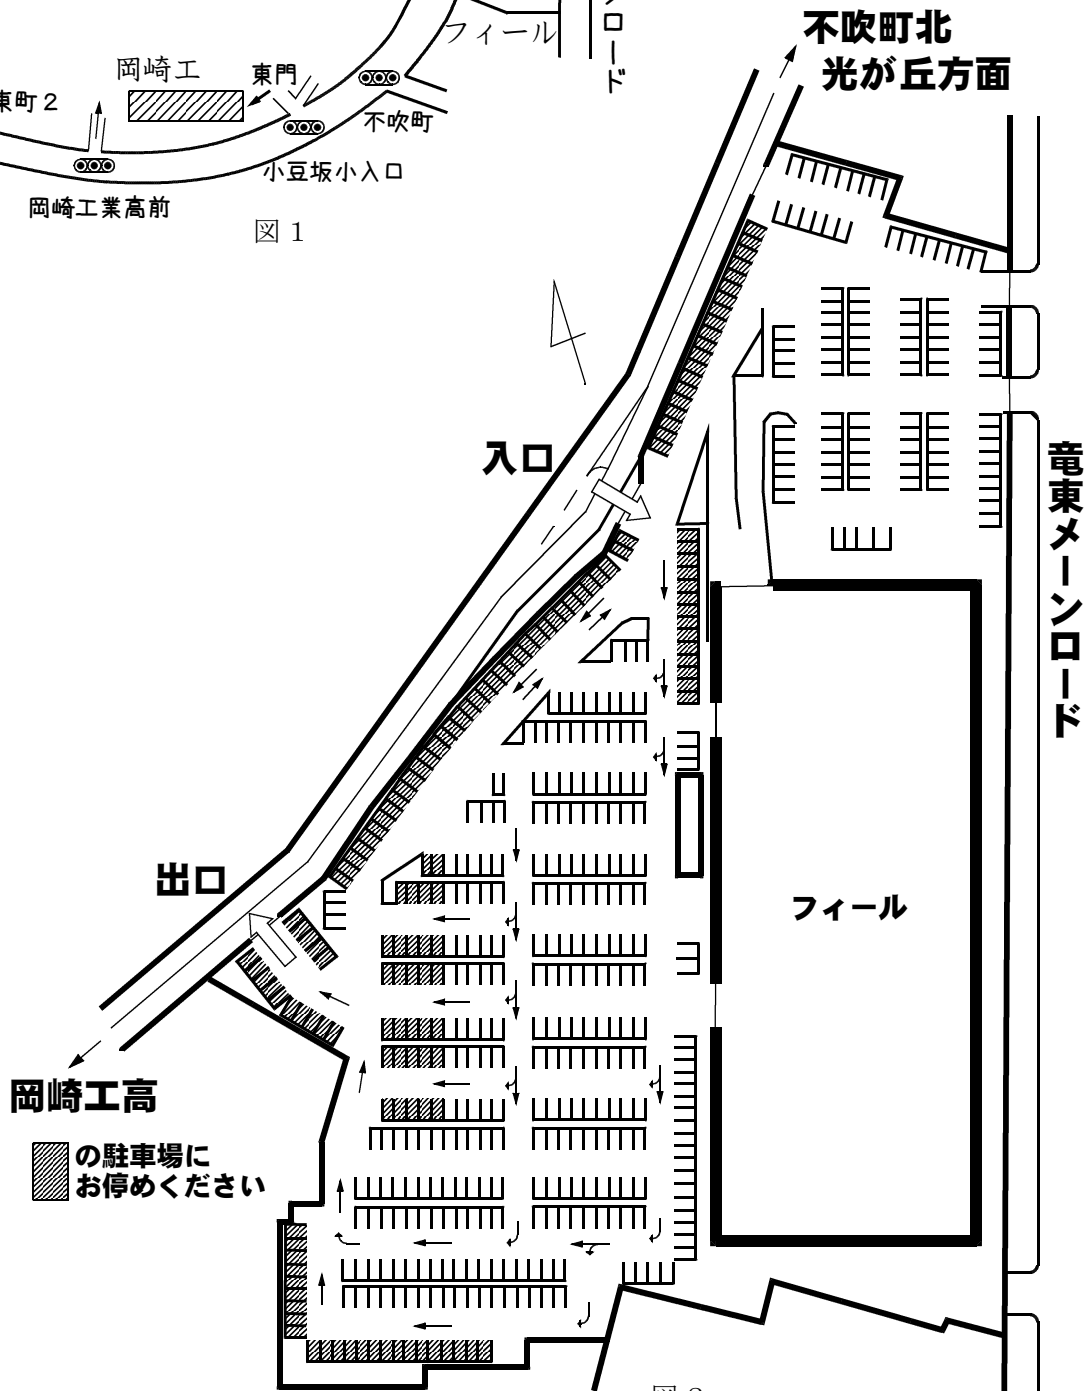 フィール
ロード
岡崎工
東門
東町２
不吹町
小豆坂小入口
岡崎工業高前
図 1
不吹町北
光が丘方面
入口
竜東メーンロード
出口
フィール
岡崎工高
の駐車場に
お停めください